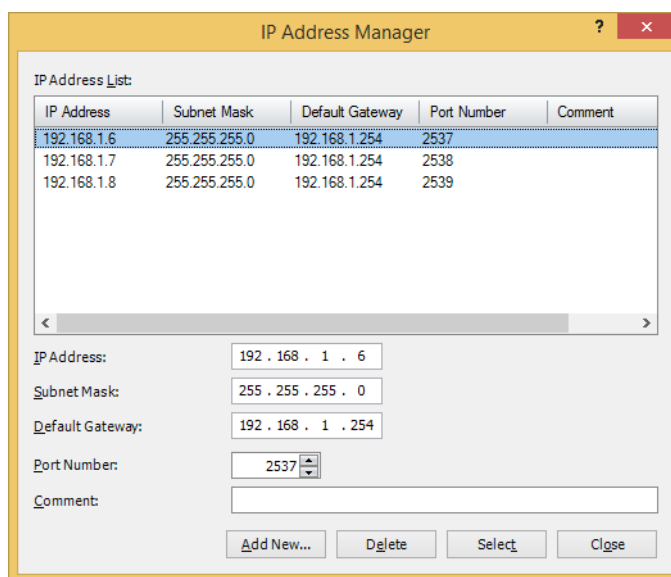 IP Address Manager ?
IP Address List:
IP Address Subnet Mask Default Gateway Port Number Comment
192.168.1.6 255.255.255.0 192.168.1.254 2537
192.168.1.7 255.255.255.0 192.168.1.254 2538
192.168.1.8 255.255.255.0 192.168.1.254 2539
IP Address: 192 . 168 . 1 . 6
Subnet Mask: 255 . 255 . 255 . 0
Default Gateway: 192 . 168 . 1 . 254
Port Number: 2537
Comment:
Add New... Delete Select Close